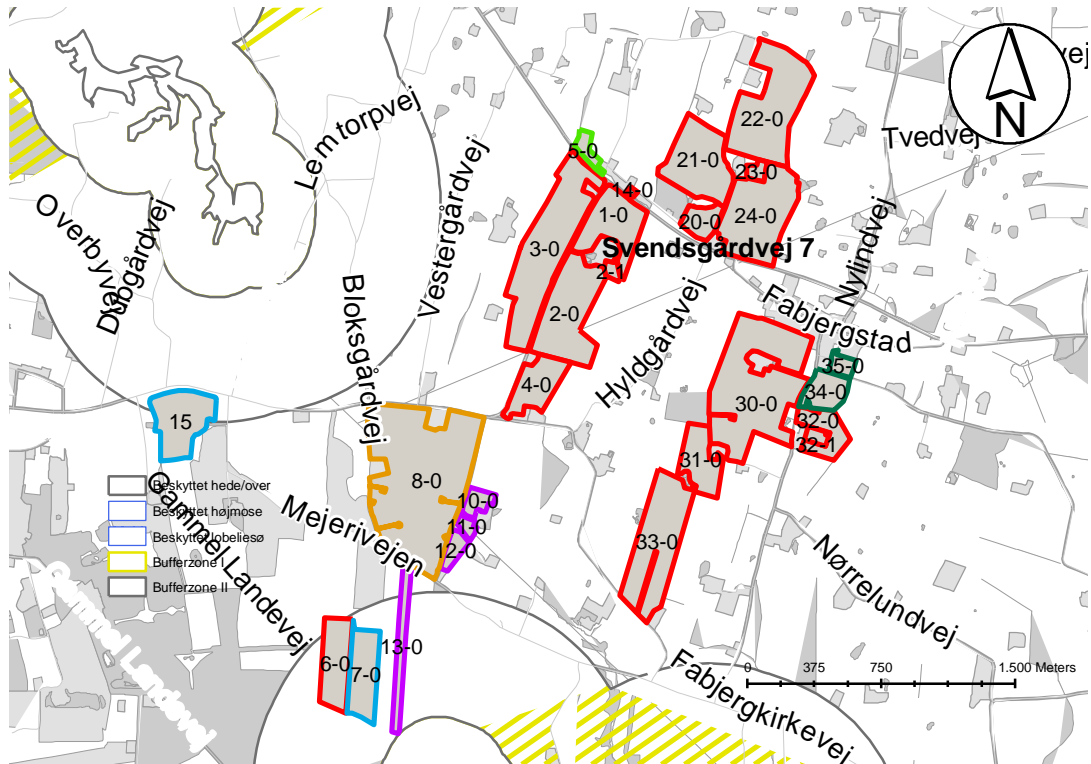 vej
N
22-0
Tvedvej
Lemtorpvej
5-0
21-0
23-0
14-0
Overbyvej
Dubgårdvej
Vestergårdvej
1-0
20-0
24-0
3-0
Svendsgårdvej 7
2-1
Nylindvej
Bloksgårdvej
2-0
Hyldgårdvej
Fabjergstad
35-0
4-0
34-0
30-0
15
32-0
32-1
31-0
8-0
Beskyttet hede/over
10-0
Beskyttet højmose
Gammel Landevej
Mejerivejen
11-0
Beskyttet lobeliesø
33-0
12-0
Bufferzone I
Nørrelundvej
Bufferzone II
Gammel Landevej
13-0
6-0
7-0
Fabjergkirkevej
0 375 750 1.500 Meters